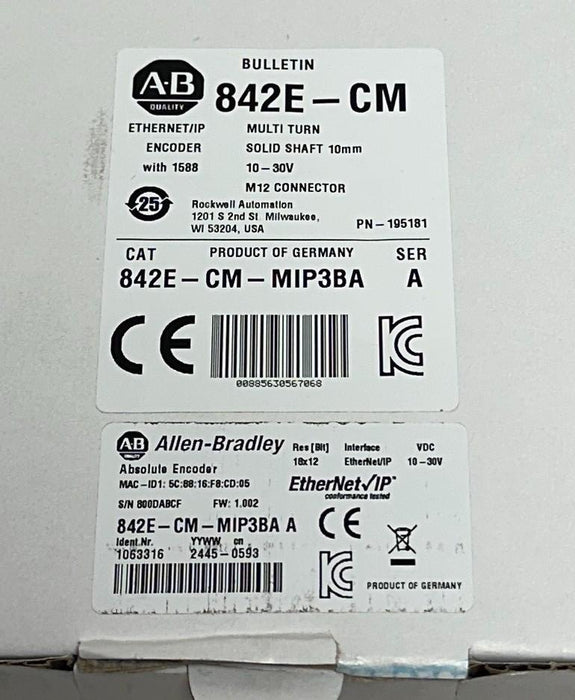 BULLETIN
A-B
QUALITY
842E-CM
ETHERNET/IP MULTI TURN
ENCODER SOLID SHAFT 10mm
with 1588 10-30V
M12 CONNECTOR
25
Rockwell Automation
1201 S 2nd St. Milwaukee,
WI 53204, USA
PN-195181
CAT PRODUCT OF GERMANY SER
842E-CM-MIP3BA A
CE
00885630567068
AB Allen-Bradley Res [Bit] Interface VDC
18x12 EtherNet/IP 10-30V
Absolute Encoder
MAC-ID1: 5C:B8:16:F8:CD:05
EtherNet/IP™
conformance tested
S/N B00DABCF FW: 1.002
842E-CM-MIP3BA A
CE
Ident.Nr. YYWW cn
1063316 2445-0593
PRODUCT OF GERMANY